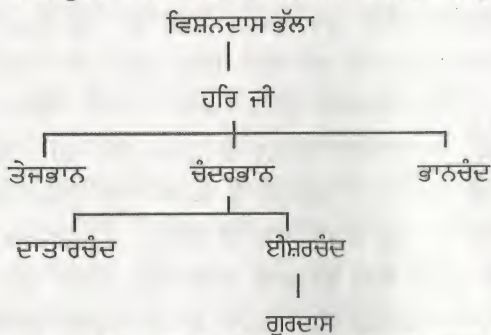 ਵਿਸ਼ਨਦਾਸ ਭੱਲਾ
ਹਰਿ ਜੀ
ਤੇਜਭਾਨ ਚੰਦਰਭਾਨ ਭਾਨਚੰਦ
ਦਾਤਾਰਚੰਦ ਈਸ਼ਰਚੰਦ
ਗੁਰਦਾਸ